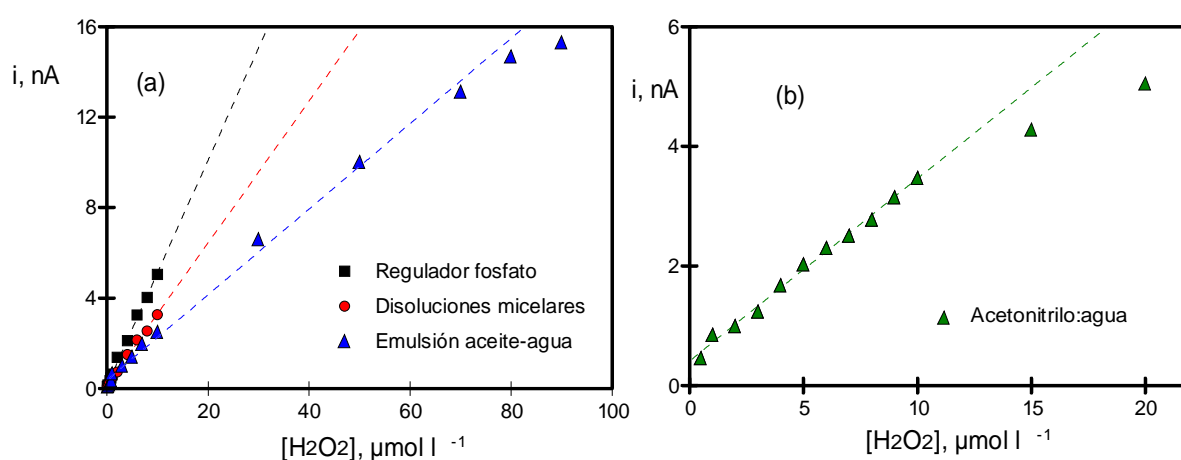 16
12
8
4
0
i, nA
(a)
Regulador fosfato
Disoluciones micelares
Emulsión aceite-agua
0 20 40 60 80 100
[H2O2], µmol l -1
6
4
2
0
i, nA
(b)
Acetonitrilo:agua
0 5 10 15 20
[H2O2], µmol l -1